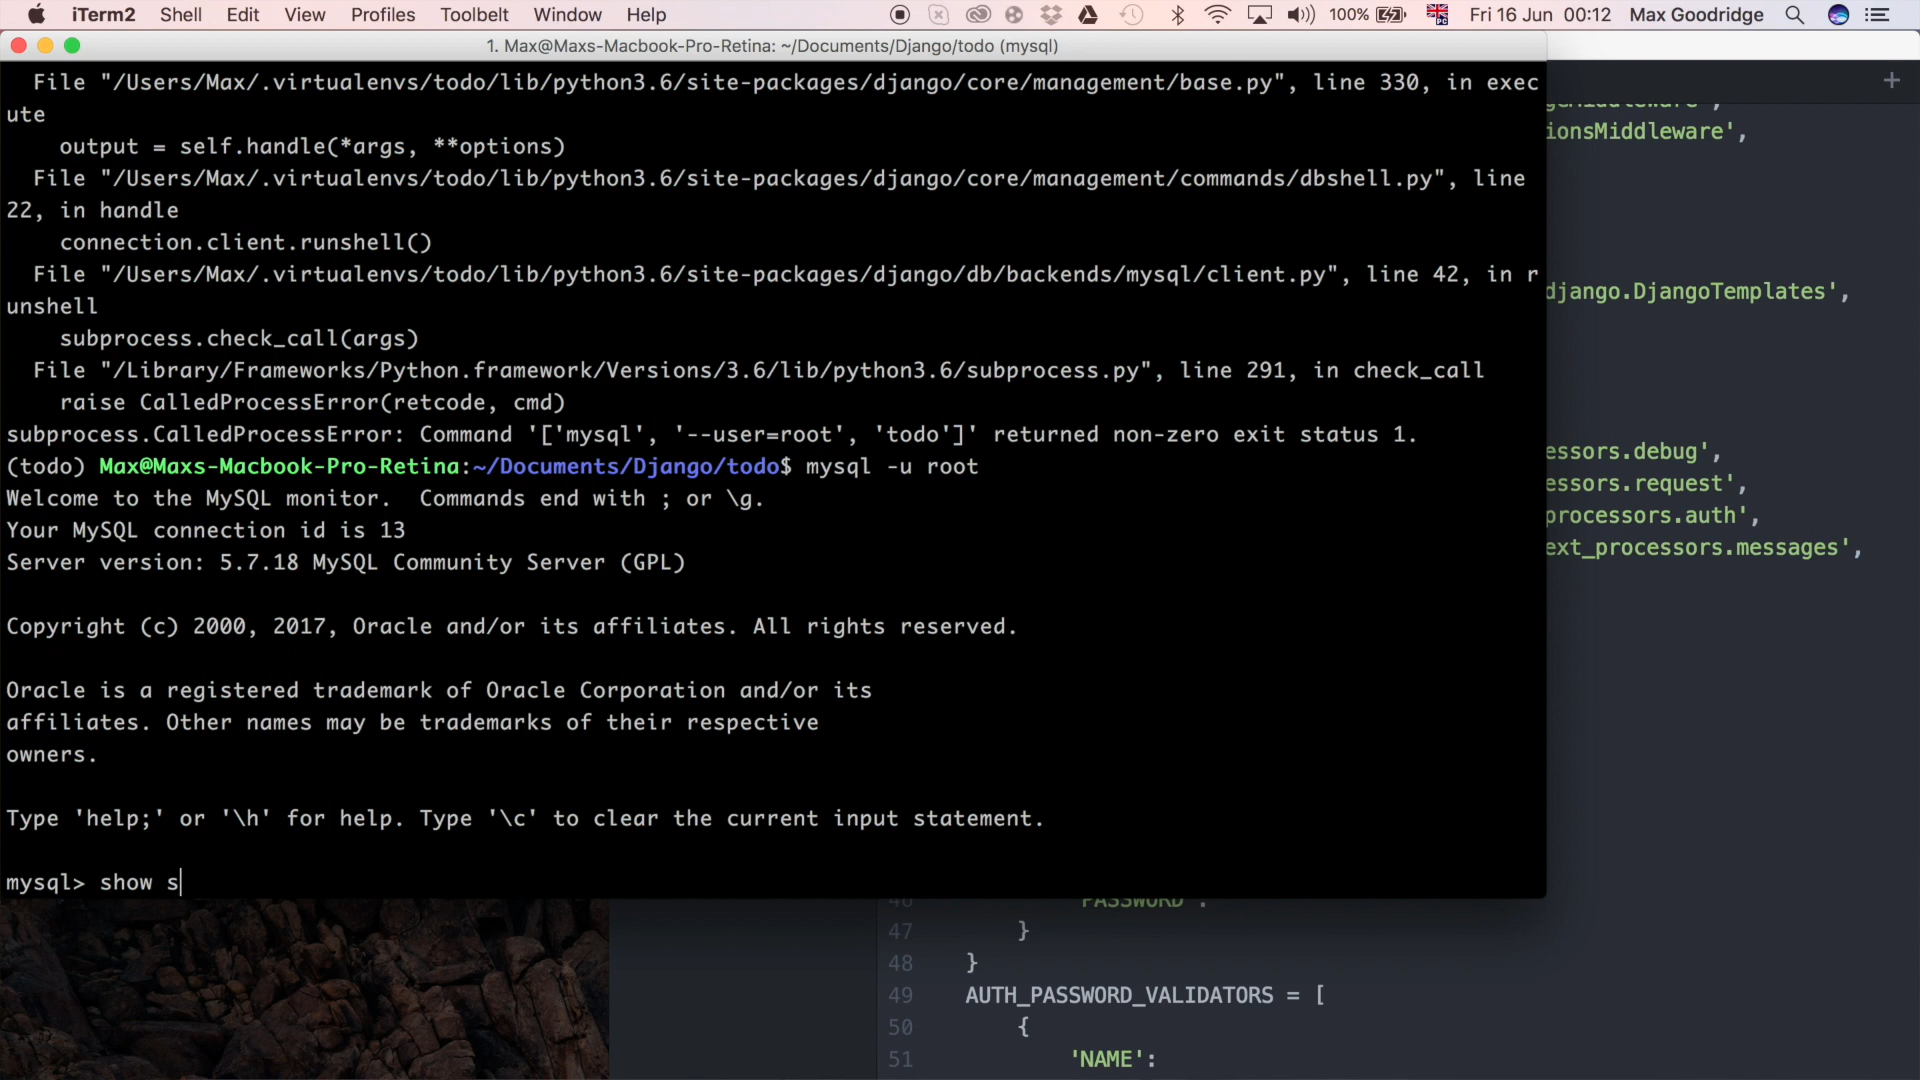 iTerm2 Shell Edit View Profiles Toolbelt Window Help 100% Fri 16 Jun 00:12 Max Goodridge
1. Max@Maxs-Macbook-Pro-Retina: ~/Documents/Django/todo (mysql)
File "/Users/Max/.virtualenvs/todo/lib/python3.6/site-packages/django/core/management/base.py", line 330, in exec
ute
output = self.handle(*args, **options)
File "/Users/Max/.virtualenvs/todo/lib/python3.6/site-packages/django/core/management/commands/dbshell.py", line
22, in handle
connection.client.runshell()
File "/Users/Max/.virtualenvs/todo/lib/python3.6/site-packages/django/db/backends/mysql/client.py", line 42, in r
unshell
subprocess.check_call(args)
File "/Library/Frameworks/Python.framework/Versions/3.6/lib/python3.6/subprocess.py", line 291, in check_call
raise CalledProcessError(retcode, cmd)
subprocess.CalledProcessError: Command '['mysql', '--user=root', 'todo']' returned non-zero exit status 1.
(todo) Max@Maxs-Macbook-Pro-Retina:~/Documents/Django/todo$ mysql -u root
Welcome to the MySQL monitor.  Commands end with ; or \g.
Your MySQL connection id is 13
Server version: 5.7.18 MySQL Community Server (GPL)
Copyright (c) 2000, 2017, Oracle and/or its affiliates. All rights reserved.
Oracle is a registered trademark of Oracle Corporation and/or its
affiliates. Other names may be trademarks of their respective
owners.
Type 'help;' or '\h' for help. Type '\c' to clear the current input statement.
mysql> show s
ionsMiddleware',
django.DjangoTemplates',
essors.debug',
essors.request',
processors.auth',
ext_processors.messages',
46 PASSWORD :
47 }
48 }
49 AUTH_PASSWORD_VALIDATORS = [
50 {
51 'NAME':